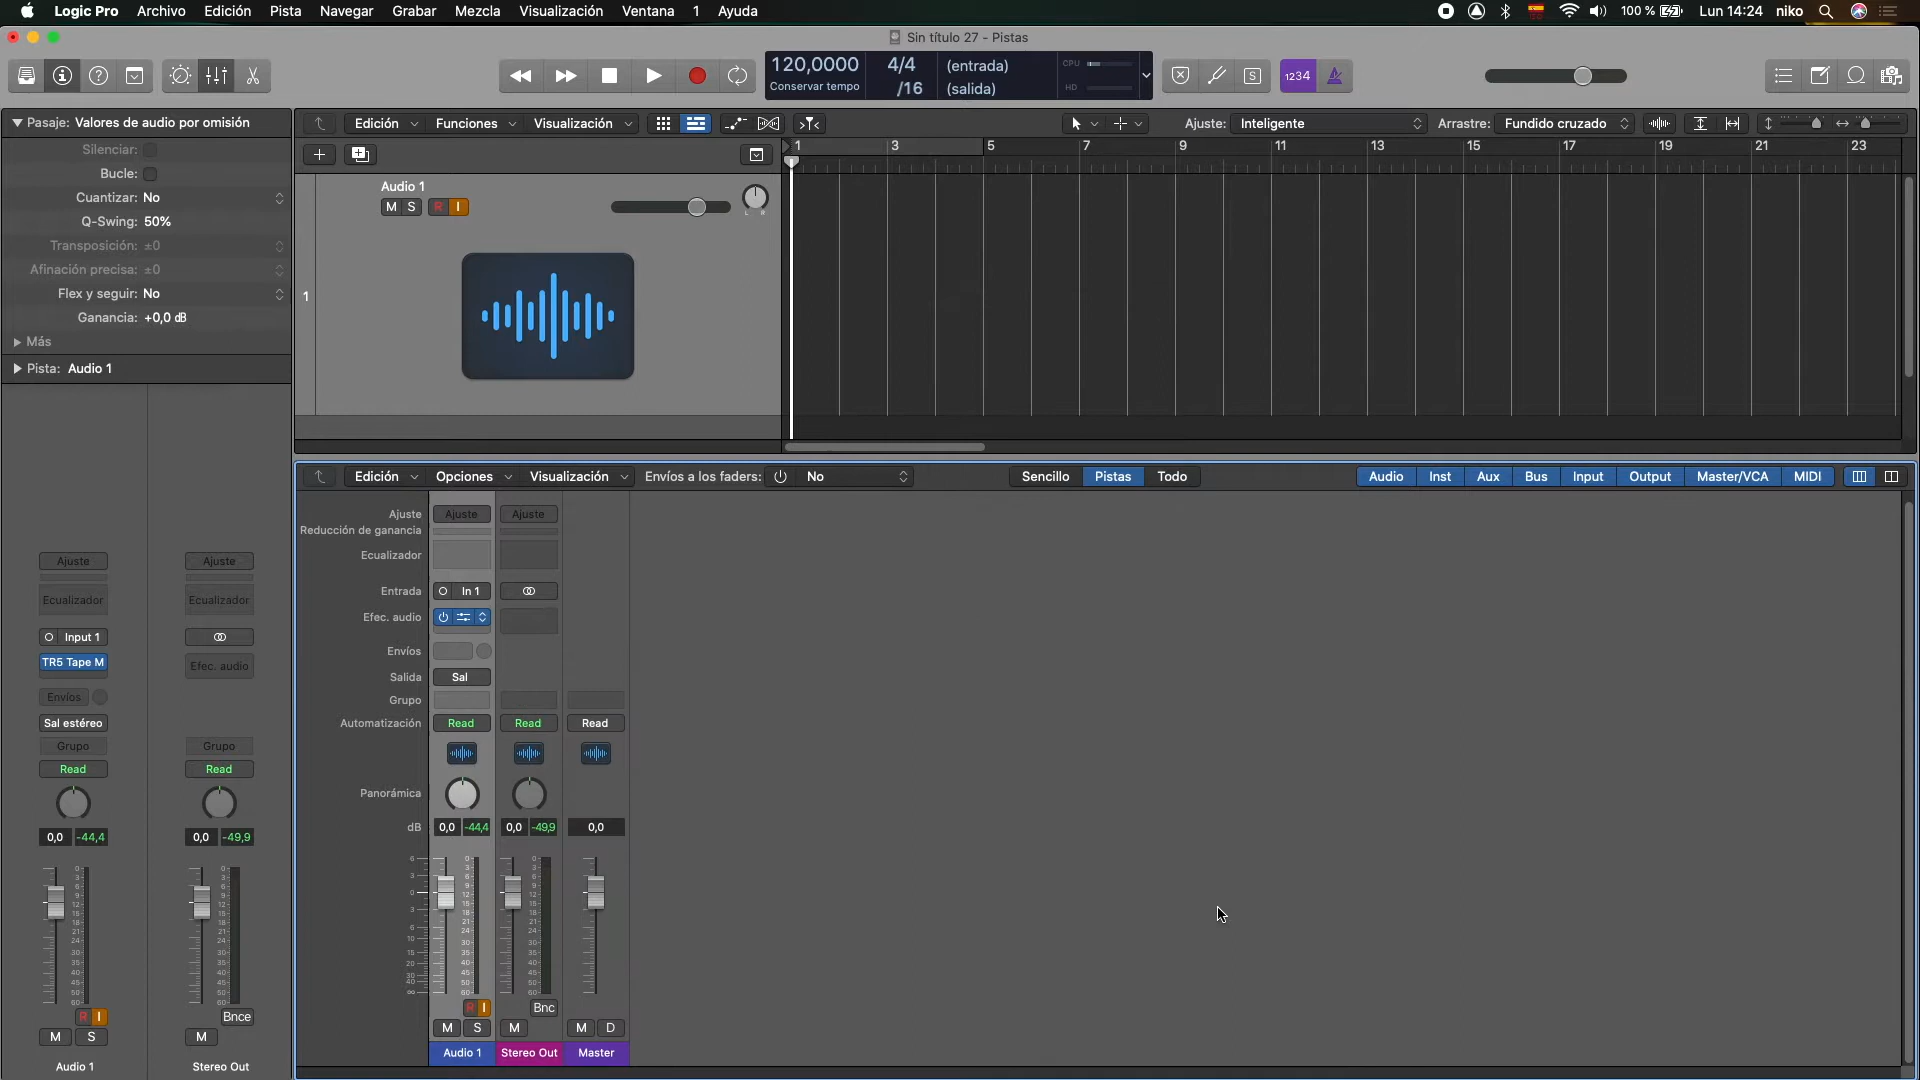 Logic Pro Archivo Edición Pista Navegar Grabar Mezcla Visualización Ventana 1 Ayuda
100 % Lun 14:24 niko
Sin título 27 - Pistas
120,0000 4/4 (entrada) CPU
Conservar tempo /16 (salida) HD
S 1234
Pasaje: Valores de audio por omisión
Silenciar:
Bucle:
Cuantizar: No
Q-Swing: 50%
Transposición: ±0
Afinación precisa: ±0
Flex y seguir: No
Ganancia: +0,0 dB
Más
Pista: Audio 1
Edición Funciones Visualización
Ajuste: Inteligente Arrastre: Fundido cruzado
1 3 5 7 9 11 13 15 17 19 21 23
Audio 1
M S R I
L R
1
Edición Opciones Visualización Envíos a los faders: No Sencillo Pistas Todo Audio Inst Aux Bus Input Output Master/VCA MIDI
Ajuste Ajuste Ajuste
Reducción de ganancia
Ecualizador
Entrada In 1
Efec. audio
Envíos
Salida Sal
Grupo
Automatización Read Read Read
Panorámica
dB 0,0 -44,4 0,0 -49,9 0,0
R I Bnc
M S M M D
Audio 1 Stereo Out Master
Ajuste Ajuste
Ecualizador Ecualizador
Input 1
TR5 Tape M Efec. audio
Envíos
Sal estéreo
Grupo Grupo
Read Read
0,0 -44,4 0,0 -49,9
R I Bnce
M S M
Audio 1 Stereo Out